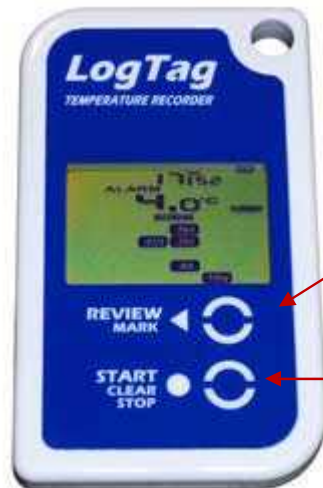 LogTag
TEMPERATURE RECORDER
ALARM
4.0°C
REVIEW
MARK
START
CLEAR
STOP